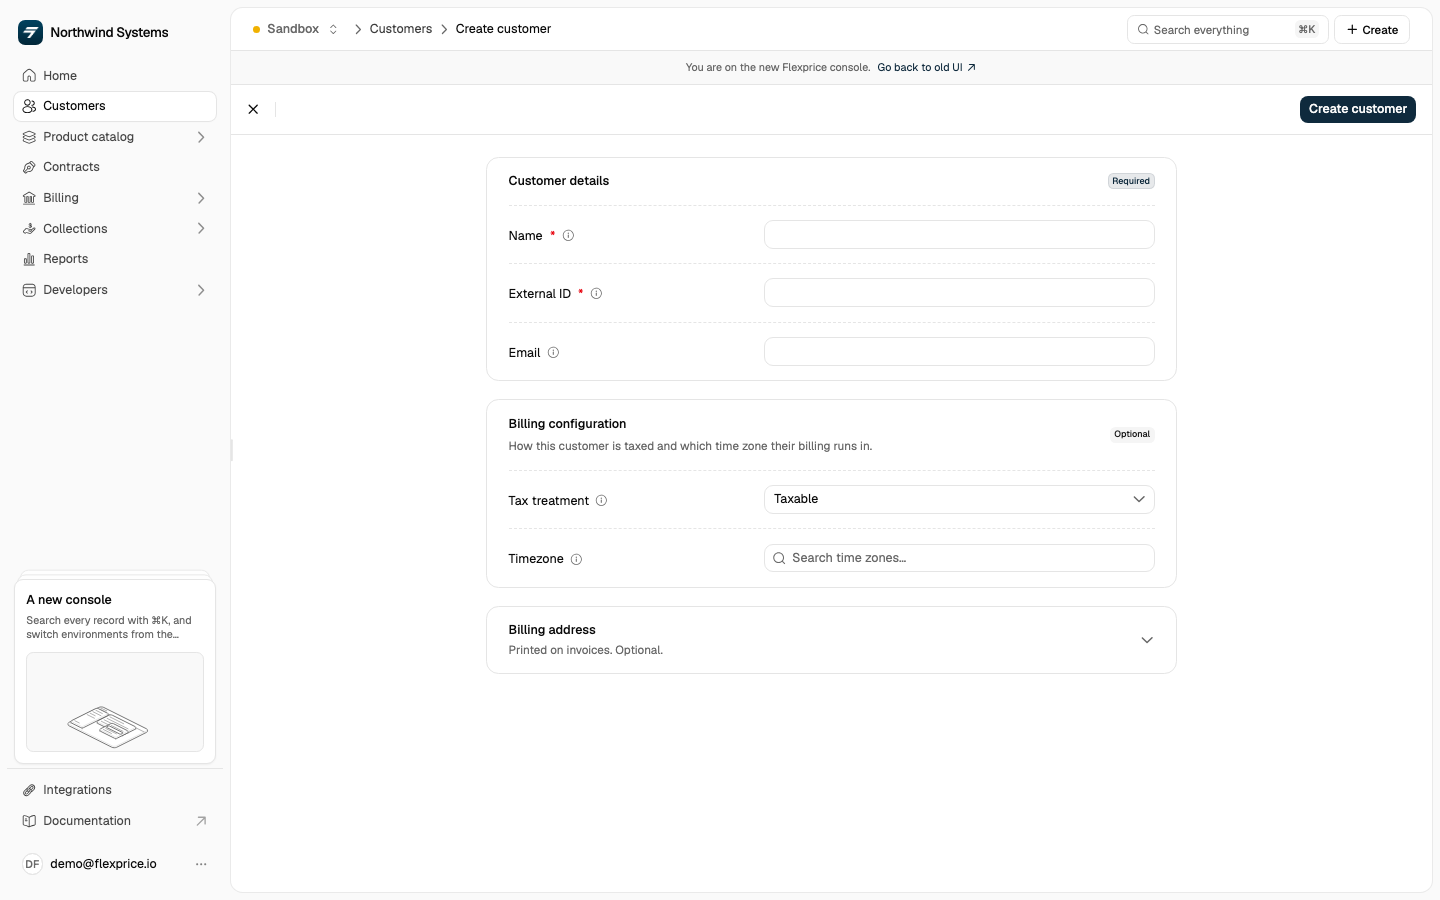 Northwind Systems
Home
Customers
Product catalog
Contracts
Billing
Collections
Reports
Developers
A new console
Search every record with ⌘K, and
switch environments from the...
Integrations
Documentation
DF demo@flexprice.io
Sandbox
Customers
Create customer
Search everything ⌘K
Create
You are on the new Flexprice console. Go back to old UI
Create customer
Customer details
Required
Name *
External ID *
Email
Billing configuration
How this customer is taxed and which time zone their billing runs in.
Optional
Tax treatment
Taxable
Timezone
Search time zones...
Billing address
Printed on invoices. Optional.